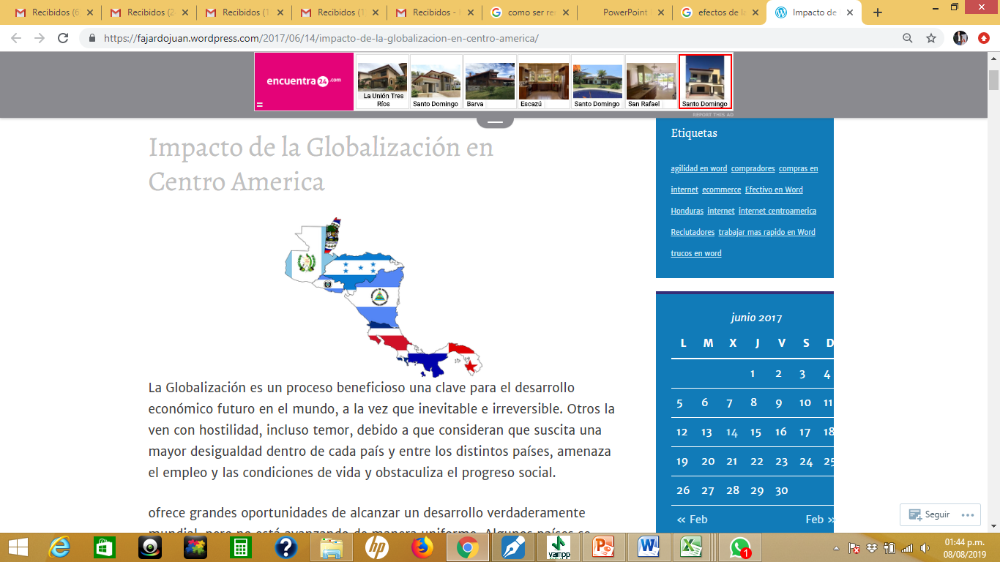 Recibidos (6
Recibidos (2
Recibidos (1
Recibidos (1
Recibidos -
como ser re
PowerPoint
efectos de la
Impacto de
https://fajardojuan.wordpress.com/2017/06/14/impacto-de-la-globalizacion-en-centro-america/
encuentra24.com
La Unión Tres
Ríos
Santo Domingo
Barva
Escazú
Santo Domingo
San Rafael
Santo Domingo
REPORT THIS AD
Impacto de la Globalización en
Centro America
La Globalización es un proceso beneficioso una clave para el desarrollo
económico futuro en el mundo, a la vez que inevitable e irreversible. Otros la
ven con hostilidad, incluso temor, debido a que consideran que suscita una
mayor desigualdad dentro de cada país y entre los distintos países, amenaza
el empleo y las condiciones de vida y obstaculiza el progreso social.
ofrece grandes oportunidades de alcanzar un desarrollo verdaderamente
mundial, pero no está avanzando de manera uniforme. Algunos países se
Etiquetas
agilidad en word compradores compras en
internet ecommerce Efectivo en Word
Honduras internet internet centroamerica
Reclutadores trabajar mas rapido en Word
trucos en word
junio 2017
L M X J V S D
1 2 3 4
5 6 7 8 9 10 11
12 13 14 15 16 17 18
19 20 21 22 23 24 25
26 27 28 29 30
« Feb Feb »
Seguir
hp
vampp
1
01:44 p.m.
08/08/2019